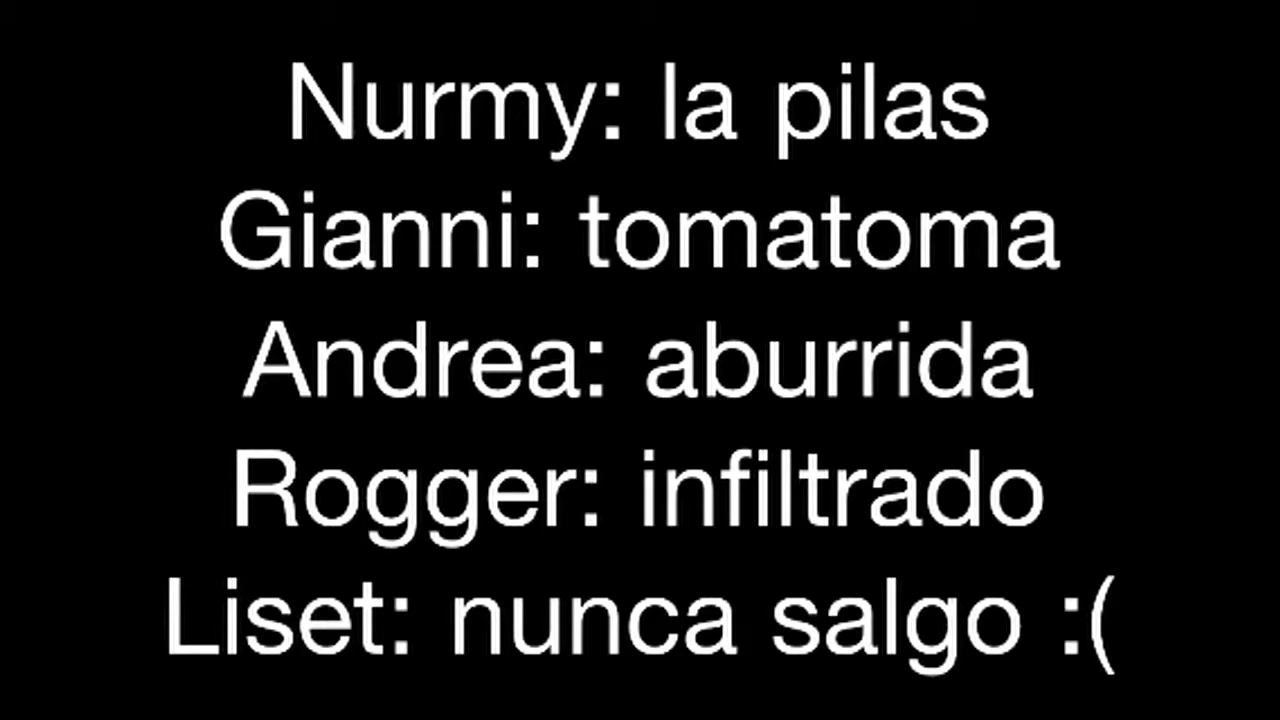 Nurmy: la pilas
Gianni: tomatoma
Andrea: aburrida
Rogger: infiltrado
Liset: nunca salgo :(